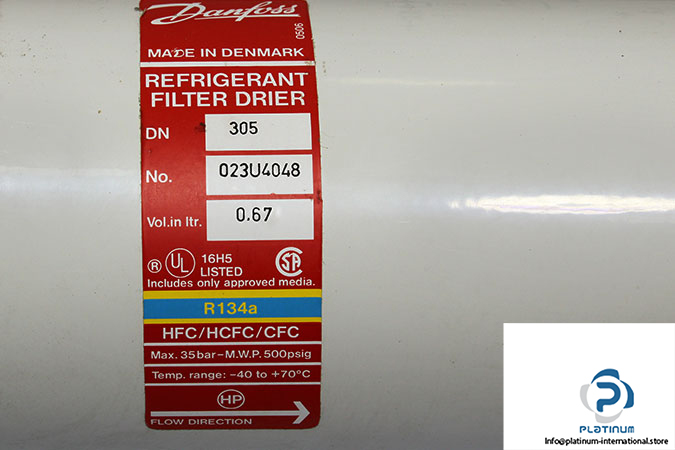 Danfoss
0506
MADE IN DENMARK
REFRIGERANT
FILTER DRIER
DN 305
No. 023U4048
Vol.in ltr. 0.67
® UL 16H5 LISTED SA
Includes only approved media.
R134a
HFC/HCFC/CFC
Max. 35bar–M.W.P. 500psig
Temp. range: –40 to +70°C
HP
FLOW DIRECTION
PLATINUM
Info@platinum-international.store